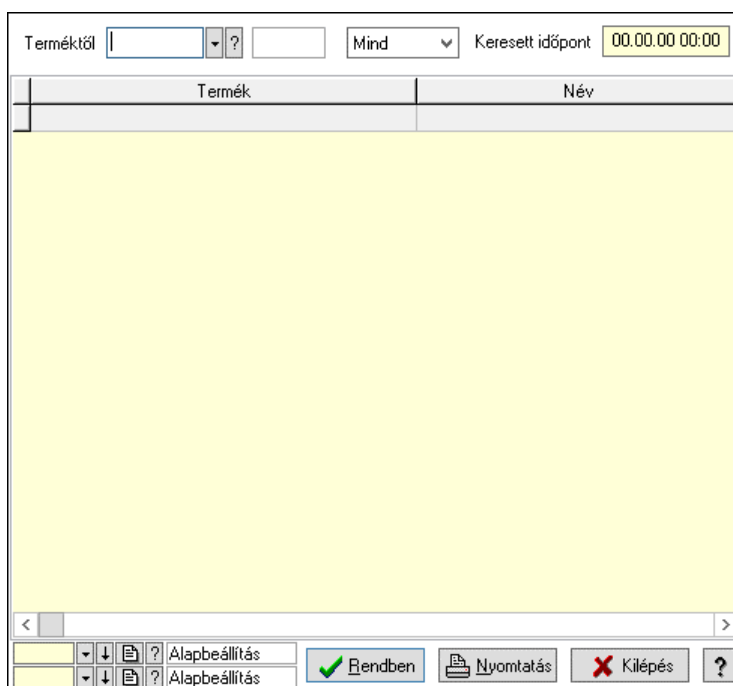 Terméktől ? Mind Keresett időpont 00.00.00 00:00
Termék Név
? Alapbeállítás
? Alapbeállítás
Rendben Nyomtatás Kilépés ?